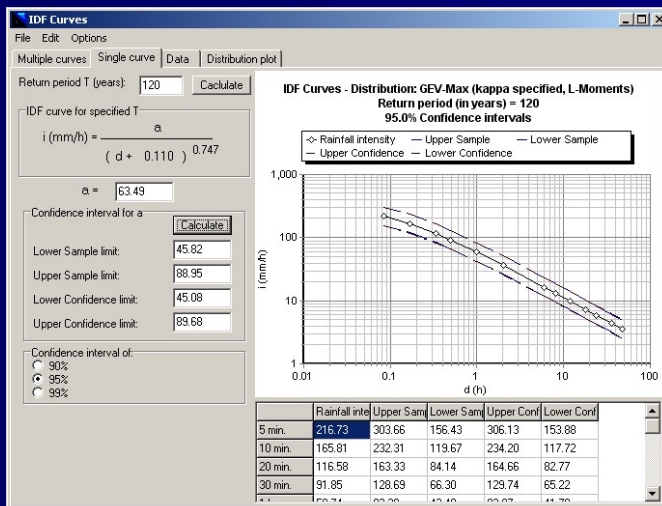 IDF Curves
File Edit Options
Multiple curves Single curve Data Distribution plot
Return period T (years): 120 Caclulate
IDF curve for specified T
i (mm/h) = a
( d + 0.110 ) 0.747
a = 63.49
Confidence interval for a
Calculate
Lower Sample limit: 45.82
Upper Sample limit: 88.95
Lower Confidence limit: 45.08
Upper Confidence limit: 89.68
Confidence interval of:
90%
95%
99%
IDF Curves - Distribution: GEV-Max (kappa specified, L-Moments)
Return period (in years) = 120
95.0% Confidence intervals
Rainfall intensity Upper Sample Lower Sample
Upper Confidence Lower Confidence
1,000
100
10
1
i (mm/h)
0.01 0.1 1 10 100
d (h)
Rainfall inte Upper Samp Lower Sam Upper Conf Lower Conf
5 min. 216.73 303.66 156.43 306.13 153.88
10 min. 165.81 232.31 119.67 234.20 117.72
20 min. 116.58 163.33 84.14 164.66 82.77
30 min. 91.85 128.69 66.30 129.74 65.22